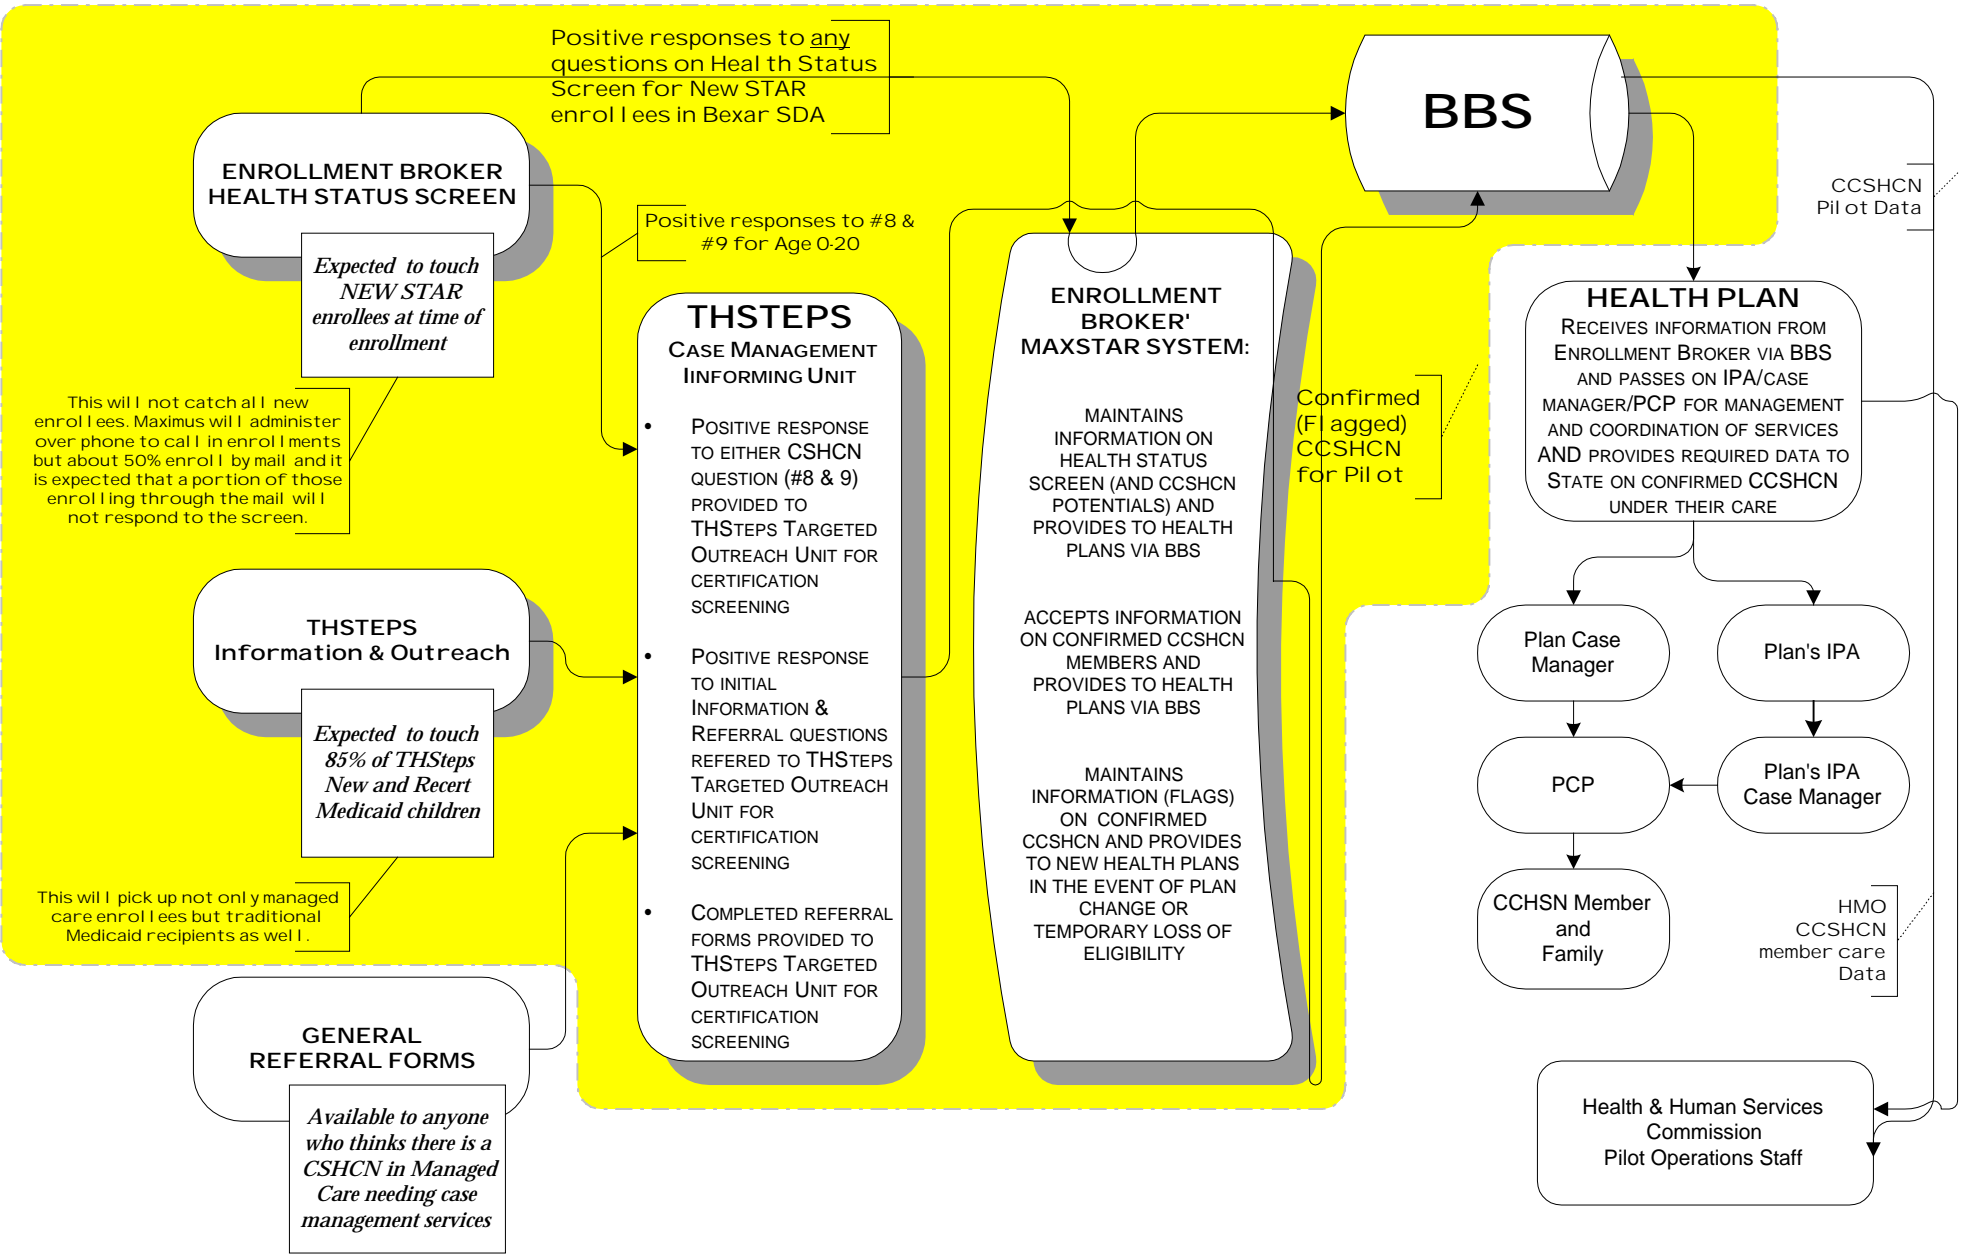 Positive responses to any
questions on Health Status
Screen for New STAR
enrollees in Bexar SDA
BBS
ENROLLMENT BROKER
HEALTH STATUS SCREEN
Expected to touch
NEW STAR
enrollees at time of
enrollment
This will not catch all new
enrollees. Maximus will administer
over phone to call in enrollments
but about 50% enroll by mail and it
is expected that a portion of those
enrolling through the mail will
not respond to the screen.
Positive responses to #8 &
#9 for Age 0-20
THSTEPS
Information & Outreach
Expected to touch
85% of THSteps
New and Recert
Medicaid children
This will pick up not only managed
care enrollees but traditional
Medicaid recipients as well.
GENERAL
REFERRAL FORMS
Available to anyone
who thinks there is a
CSHCN in Managed
Care needing case
management services
THSTEPS
CASE MANAGEMENT
IINFORMING UNIT
• POSITIVE RESPONSE
TO EITHER CSHCN
QUESTION (#8 & 9)
PROVIDED TO
THSTEPS TARGETED
OUTREACH UNIT FOR
CERTIFICATION
SCREENING
• POSITIVE RESPONSE
TO INITIAL
INFORMATION &
REFERRAL QUESTIONS
REFERED TO THSTEPS
TARGETED OUTREACH
UNIT FOR
CERTIFICATION
SCREENING
• COMPLETED REFERRAL
FORMS PROVIDED TO
THSTEPS TARGETED
OUTREACH UNIT FOR
CERTIFICATION
SCREENING
ENROLLMENT
BROKER'
MAXSTAR SYSTEM:
MAINTAINS
INFORMATION ON
HEALTH STATUS
SCREEN (AND CCSHCN
POTENTIALS) AND
PROVIDES TO HEALTH
PLANS VIA BBS
ACCEPTS INFORMATION
ON CONFIRMED CCSHCN
MEMBERS AND
PROVIDES TO HEALTH
PLANS VIA BBS
MAINTAINS
INFORMATION (FLAGS)
ON CONFIRMED
CCSHCN AND PROVIDES
TO NEW HEALTH PLANS
IN THE EVENT OF PLAN
CHANGE OR
TEMPORARY LOSS OF
ELIGIBILITY
Confirmed
(Flagged)
CCSHCN
for Pilot
CCSHCN
Pilot Data
HEALTH PLAN
RECEIVES INFORMATION FROM
ENROLLMENT BROKER VIA BBS
AND PASSES ON IPA/CASE
MANAGER/PCP FOR MANAGEMENT
AND COORDINATION OF SERVICES
AND PROVIDES REQUIRED DATA TO
STATE ON CONFIRMED CCSHCN
UNDER THEIR CARE
Plan Case
Manager
Plan's IPA
PCP
Plan's IPA
Case Manager
CCHSN Member
and
Family
HMO
CCSHCN
member care
Data
Health & Human Services
Commission
Pilot Operations Staff